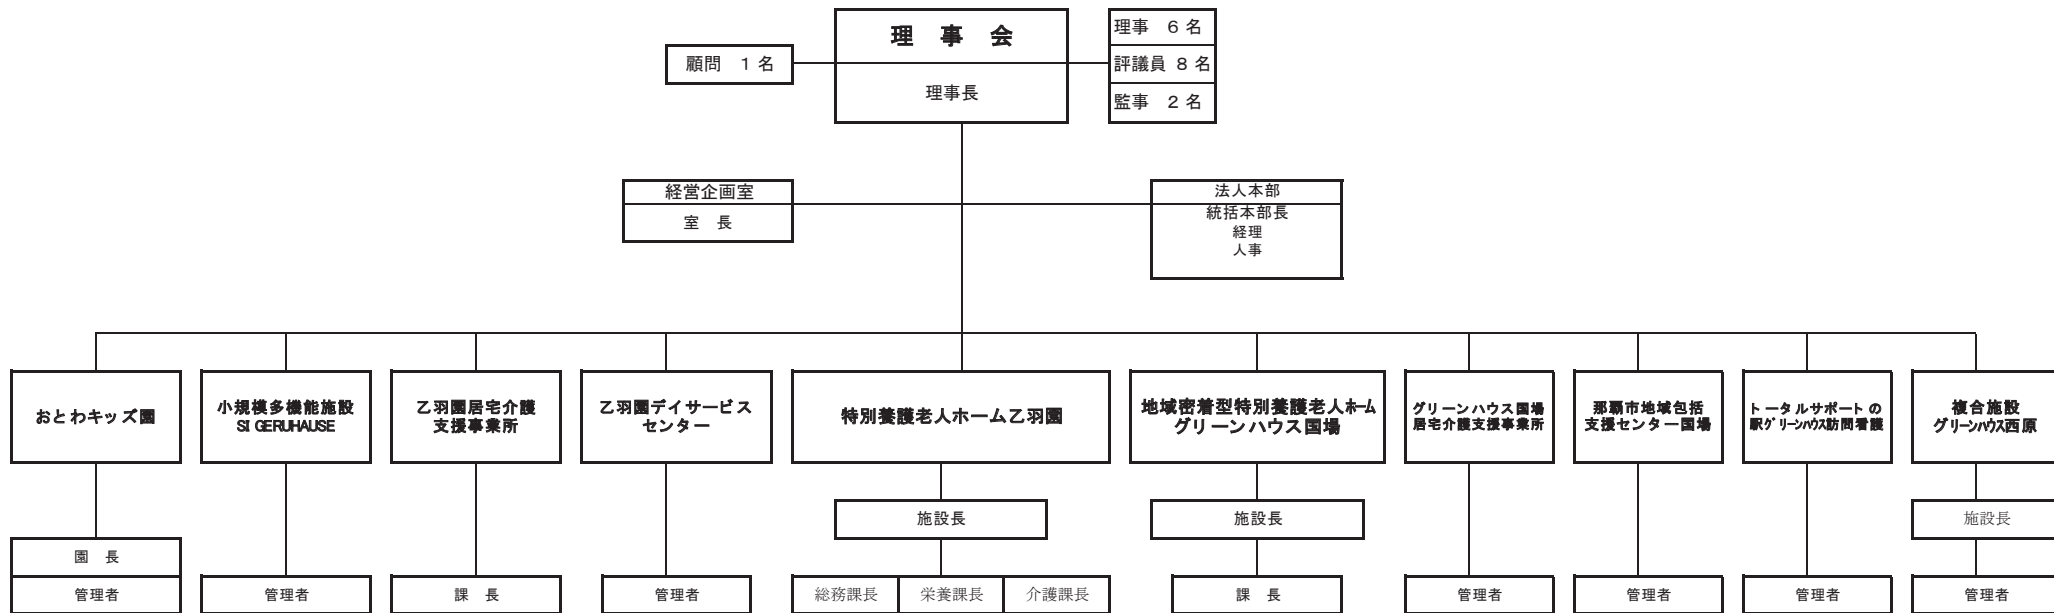 理 事 会
理事長
顧問 1 名
理事 6 名
評議員 8 名
監事 2 名
経営企画室
室 長
法人本部
統括本部長
経理
人事
おとわキッズ園
小規模多機能施設
SIGERUHAUSE
乙羽園居宅介護
支援事業所
乙羽園デイサービス
センター
特別養護老人ホーム乙羽園
地域密着型特別養護老人ホーム
グリーンハウス国場
グリーンハウス国場
居宅介護支援事業所
那覇市地域包括
支援センター国場
トータルサポートの
駅グリーンハウス訪問看護
複合施設
グリーンハウス西原
施設長
施設長
施設長
園 長
管理者
管理者
課 長
管理者
総務課長
栄養課長
介護課長
課 長
管理者
管理者
管理者
管理者